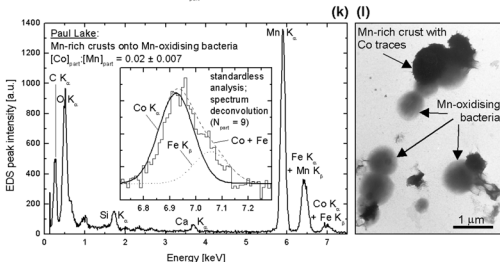 (k)
(l)
1400
1200
1000
800
600
400
200
0
EDS peak intensity [a.u.]
0 1 2 3 4 5 6 7
Energy [keV]
Paul Lake:
Mn-rich crusts onto Mn-oxidising bacteria
[Co]part:[Mn]part = 0.02 ± 0.007
C Kα
O Kα
Si Kα
Ca Kα
Mn Kα
Fe Kα
+ Mn Kβ
Co Kα
+ Fe Kβ
standardless
analysis;
spectrum
deconvolution
(Npart = 9)
Co Kα
Fe Kβ
Co + Fe
6.8 6.9 7.0 7.1 7.2
Mn-rich crust with
Co traces
Mn-oxidising
bacteria
1 µm